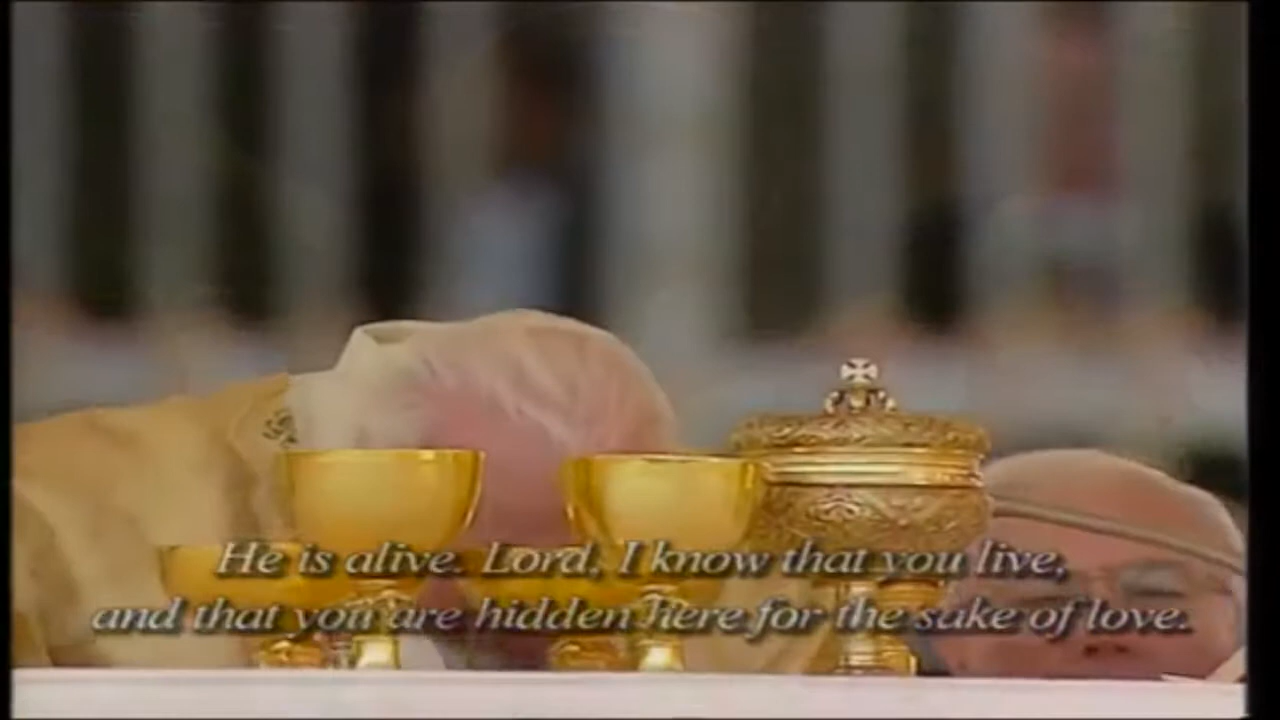 He is alive. Lord, I know that you live,
and that you are hidden here for the sake of love.